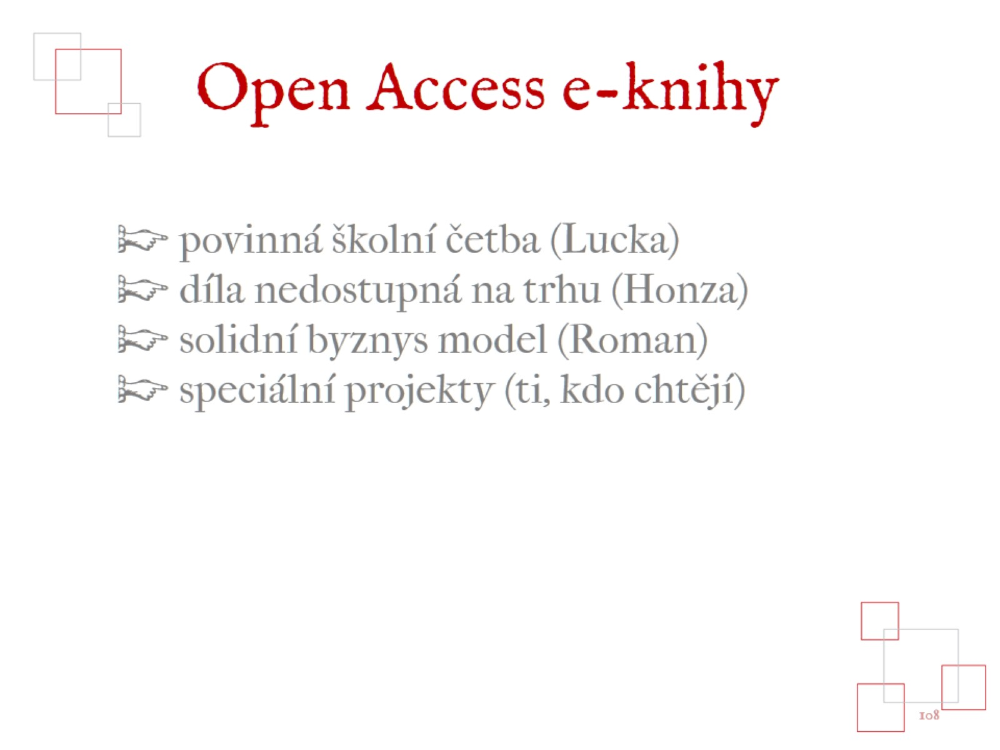 Open Access e-knihy
povinná školní četba (Lucka)
díla nedostupná na trhu (Honza)
solidní byznys model (Roman)
speciální projekty (ti, kdo chtějí)
108